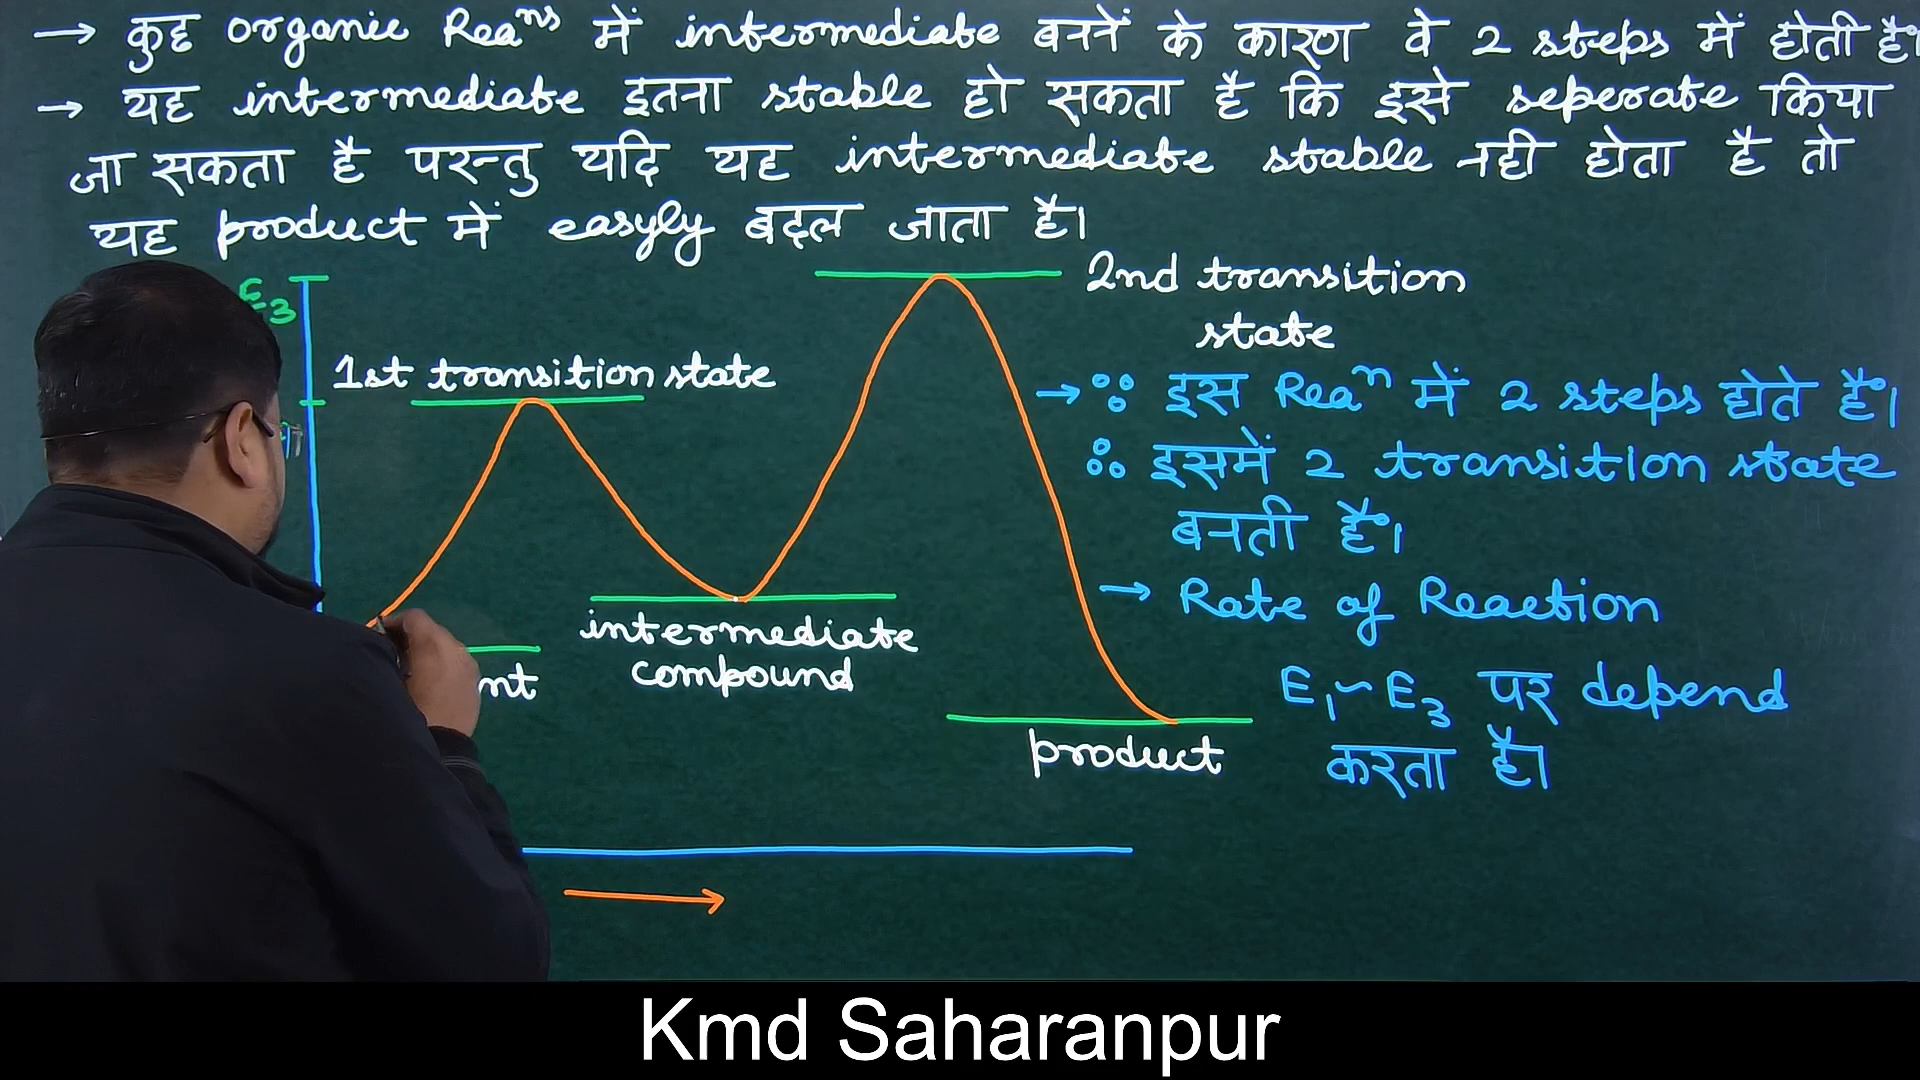 → कुछ organic Reaⁿˢ में intermediate बननें के कारण वे 2 steps में होती हैं।
→ यह intermediate इतना stable हो सकता है कि इसे seperate किया
जा सकता है परन्तु यदि यह intermediate stable नही होता है तो
यह product में easyly बदल जाता है।
E3
1st transition state
2nd transition
state
→ ∵ इस Reaⁿ में 2 steps होते हैं।
∴ इसमें 2 transition state
बनती हैं।
→ Rate of Reaction
E₁ ~ E₃ पर depend
करता है।
intermediate
compound
nt
product
Kmd Saharanpur